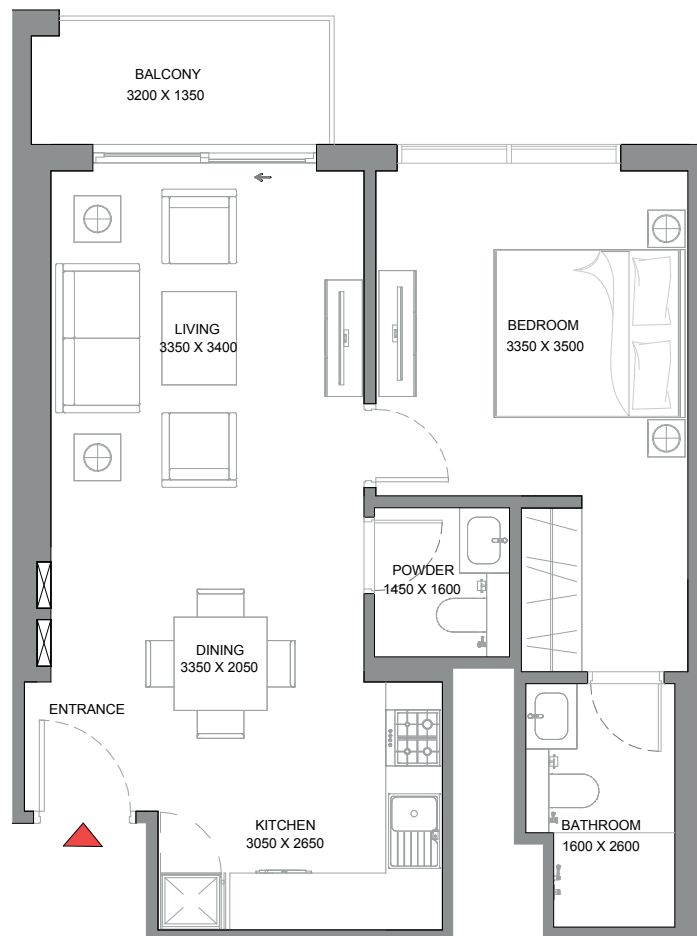 BALCONY
3200 X 1350
LIVING
3350 X 3400
BEDROOM
3350 X 3500
POWDER
1450 X 1600
DINING
3350 X 2050
ENTRANCE
KITCHEN
3050 X 2650
BATHROOM
1600 X 2600